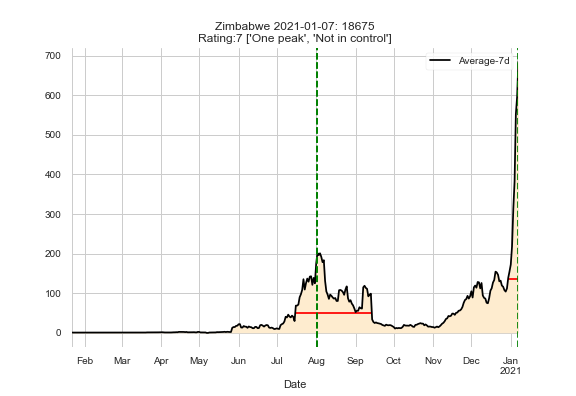 Zimbabwe 2021-01-07: 18675
Rating:7 ['One peak', 'Not in control']
Average-7d
700
600
500
400
300
200
100
0
Feb Mar Apr May Jun Jul Aug Sep Oct Nov Dec Jan
2021
Date